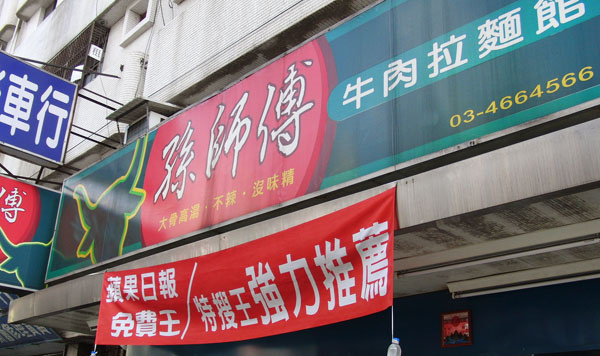 孫師傅
牛肉拉麵館
03-4664566
大骨高湯·不辣·沒味精
蘋果日報
免費王
/特搜王強力推薦
車行
傅